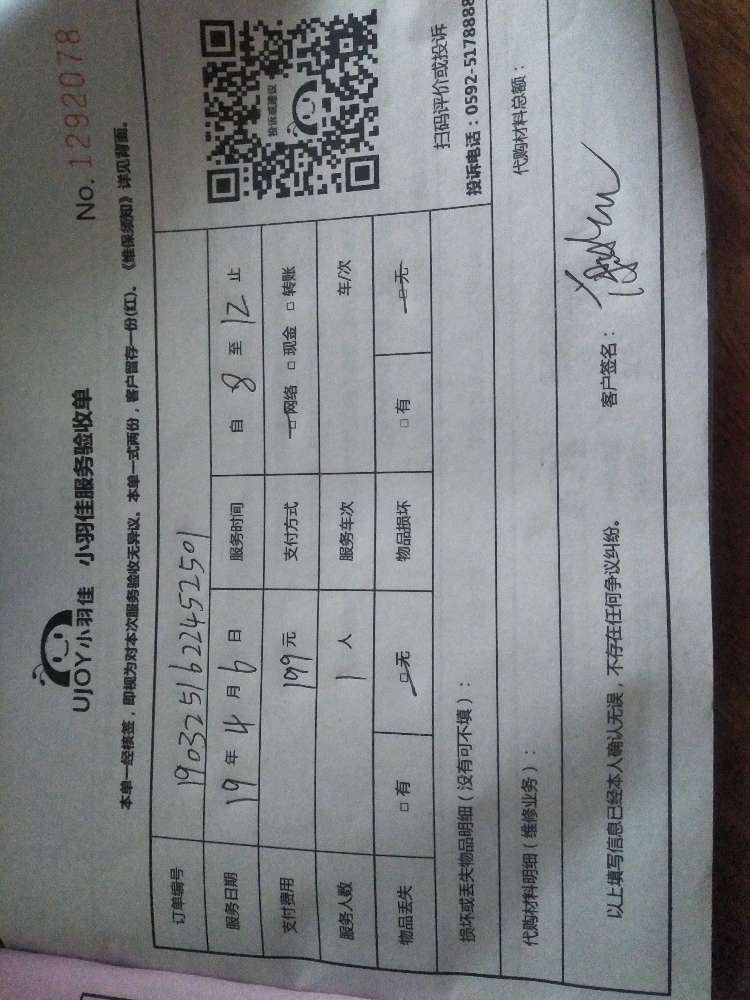 UJOY小羽佳 小羽佳服务验收单
No. 1292078
本单一经核签，即视为对本次服务验收无异议。本单一式两份，客户留存一份(红)。《维保须知》详见背面。
订单编号 1903251622452501
服务日期 19 年 4 月 6 日 服务时间 自 8 至 12 止
支付费用 199 元 支付方式 □ 网络 □ 现金 □ 转账
服务人数 1 人 服务车次 车/次
物品丢失 □ 有 □ 无 物品损坏 □ 有 □ 无
投诉或建议
扫码评价或投诉
投诉电话：0592-5178888
损坏或丢失物品明细（没有可不填）：
代购材料明细（维修业务）： 代购材料总额：
以上填写信息已经本人确认无误，不存在任何争议纠纷。 客户签名：